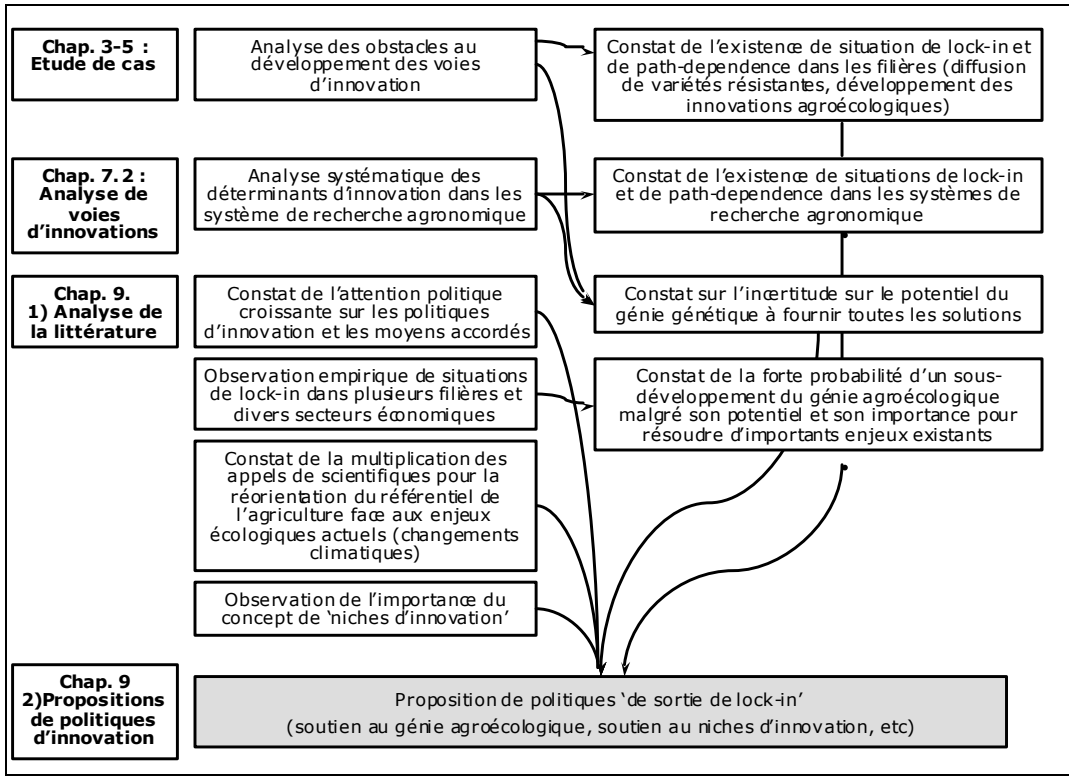 Chap. 3-5 :
Etude de cas
Analyse des obstacles au
développement des voies
d'innovation
Constat de l'existence de situation de lock-in et
de path-dependence dans les filières (diffusion
de variétés résistantes, développement des
innovations agroécologiques)
Chap. 7.2 :
Analyse de
voies
d'innovations
Analyse systématique des
déterminants d'innovation dans les
système de recherche agronomique
Constat de l'existence de situations de lock-in
et de path-dependence dans les systèmes de
recherche agronomique
Chap. 9.
1) Analyse de
la littérature
Constat de l'attention politique
croissante sur les politiques
d'innovation et les moyens accordés
Constat sur l'incertitude sur le potentiel du
génie génétique à fournir toutes les solutions
Observation empirique de situations
de lock-in dans plusieurs filières et
divers secteurs économiques
Constat de la forte probabilité d'un sous-
développement du génie agroécologique
malgré son potentiel et son importance pour
résoudre d'importants enjeux existants
Constat de la multiplication des
appels de scientifiques pour la
réorientation du référentiel de
l'agriculture face aux enjeux
écologiques actuels (changements
climatiques)
Observation de l'importance du
concept de 'niches d'innovation'
Chap. 9
2)Propositions
de politiques
d'innovation
Proposition de politiques 'de sortie de lock-in'
(soutien au génie agroécologique, soutien au niches d'innovation, etc)